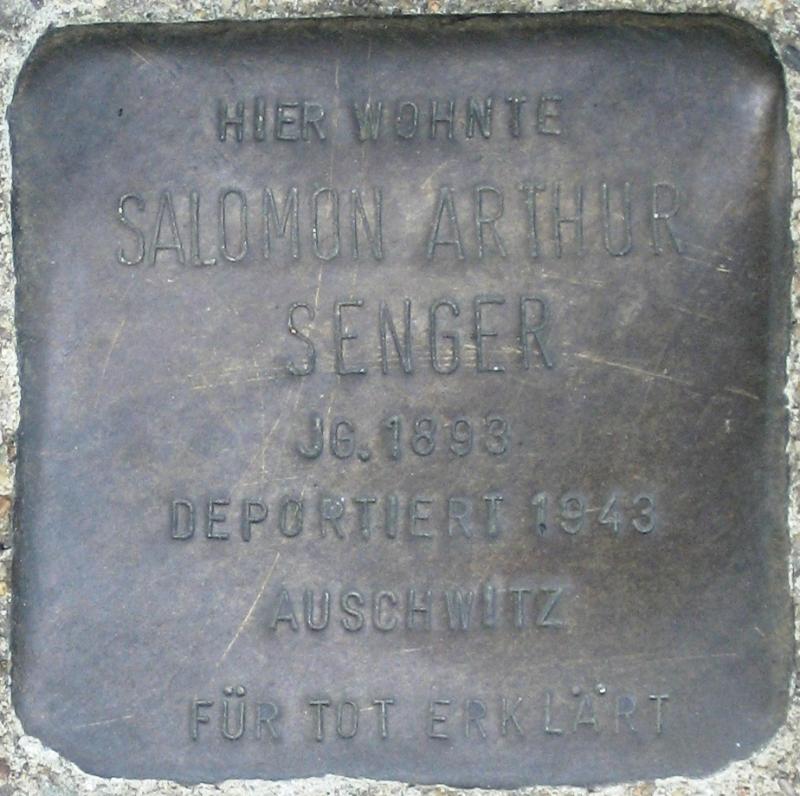 HIER WOHNTE
SALOMON ARTHUR
SENGER
JG. 1893
DEPORTIERT 1943
AUSCHWITZ
FÜR TOT ERKLÄRT